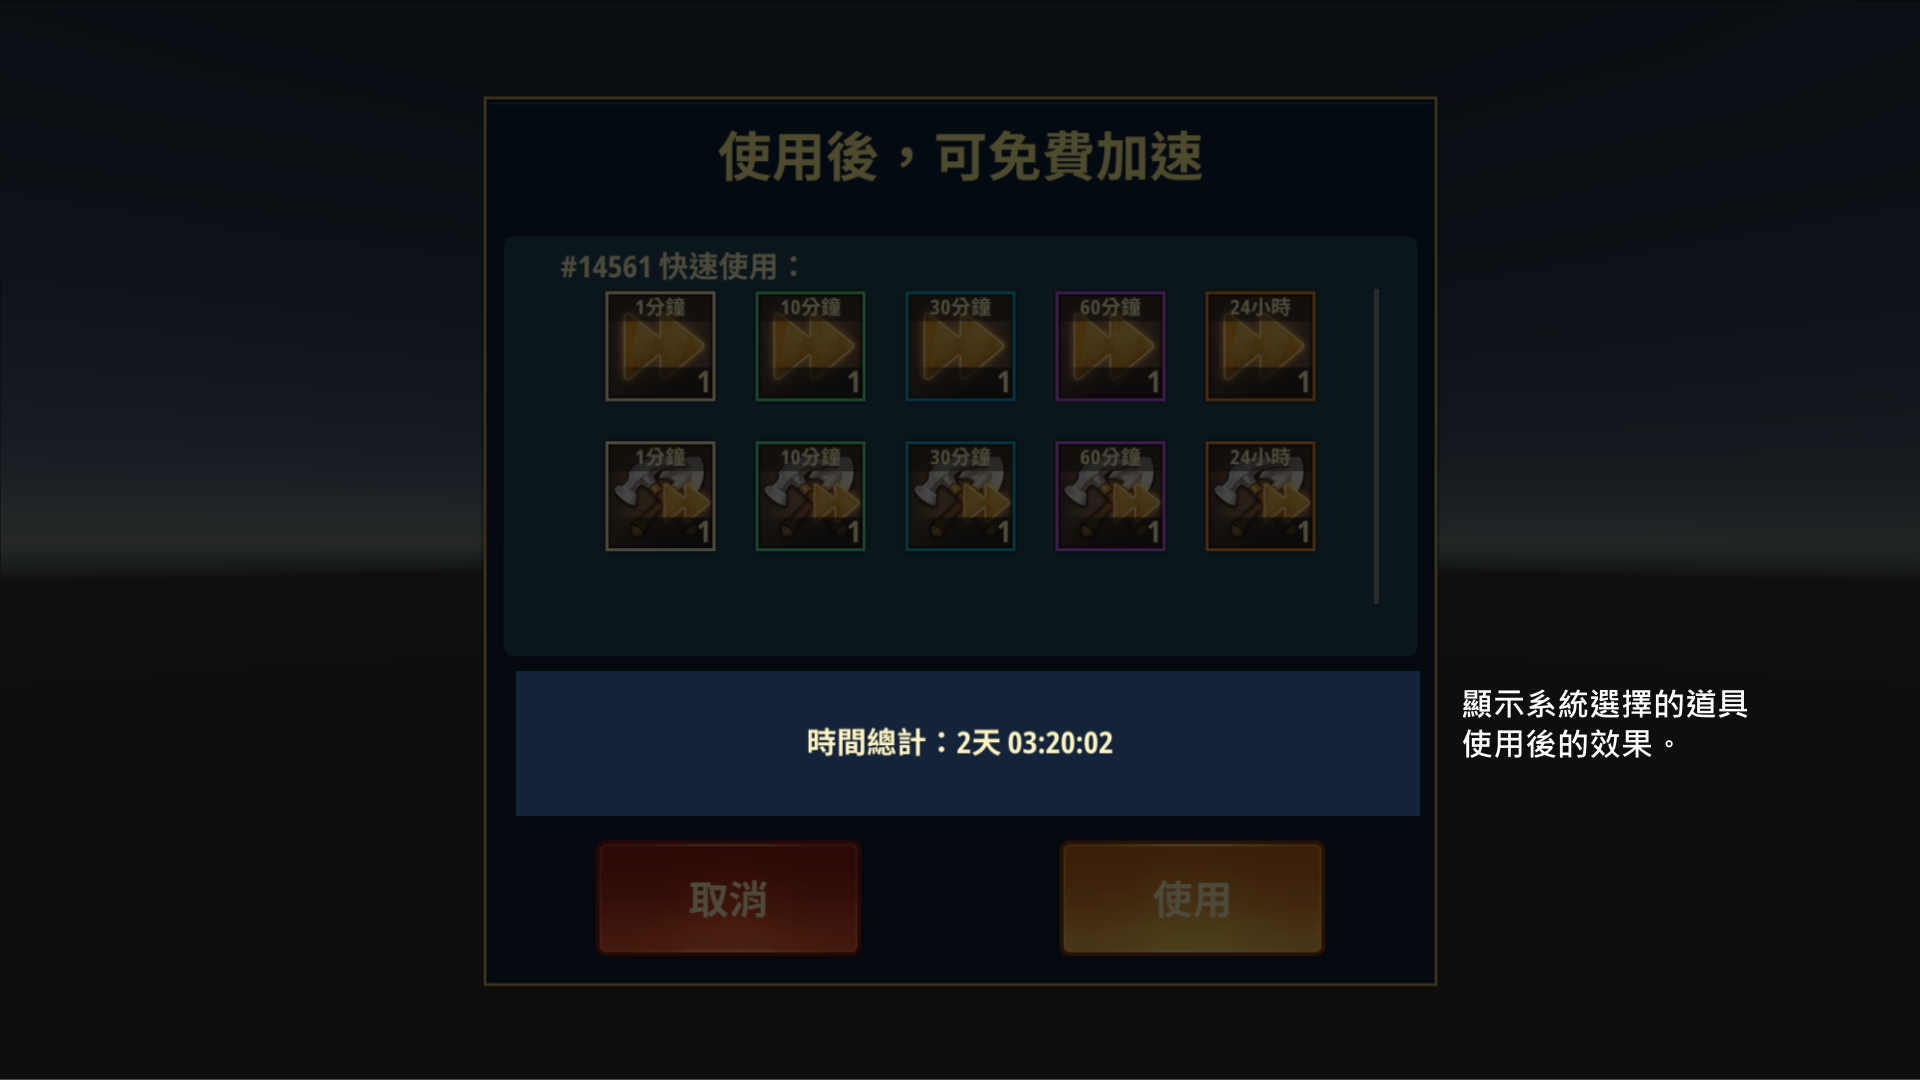 使用後，可免費加速
#14561 快速使用：
1分鐘 10分鐘 30分鐘 60分鐘 24小時
1 1 1 1 1
1分鐘 10分鐘 30分鐘 60分鐘 24小時
1 1 1 1 1
時間總計：2天 03:20:02
顯示系統選擇的道具
使用後的效果。
取消 使用